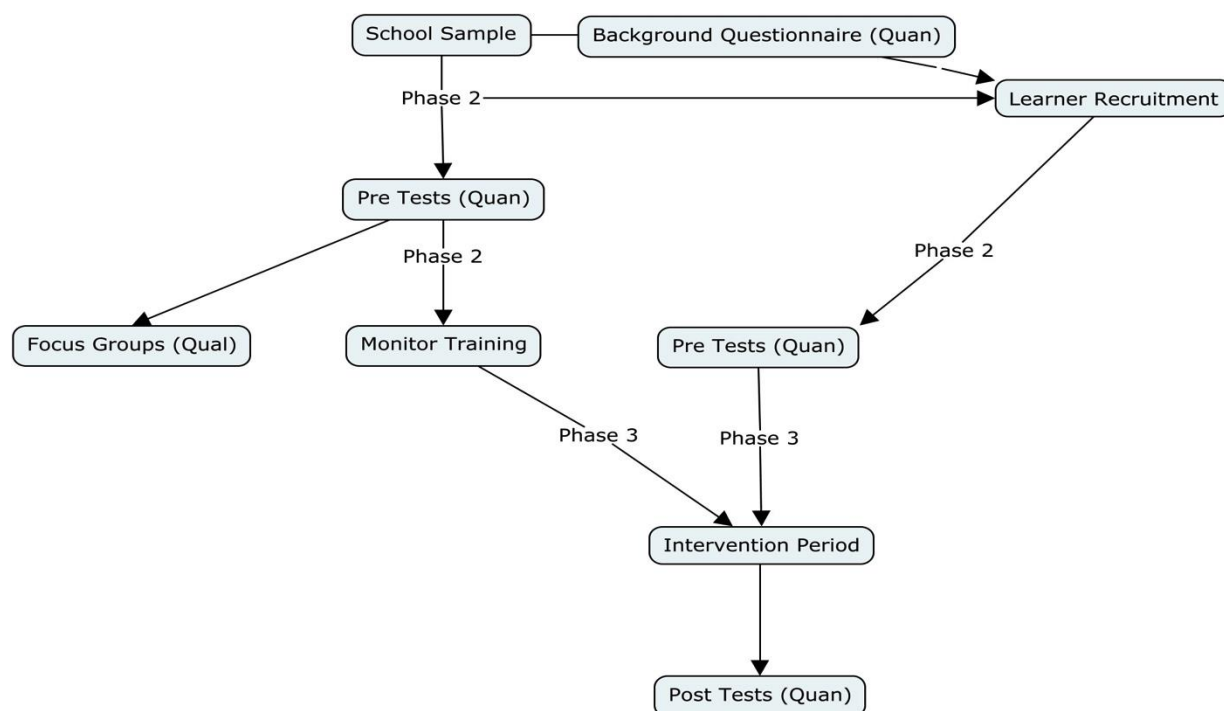 School Sample
Background Questionnaire (Quan)
Phase 2
Learner Recruitment
Pre Tests (Quan)
Phase 2
Phase 2
Focus Groups (Qual)
Monitor Training
Pre Tests (Quan)
Phase 3
Phase 3
Intervention Period
Post Tests (Quan)